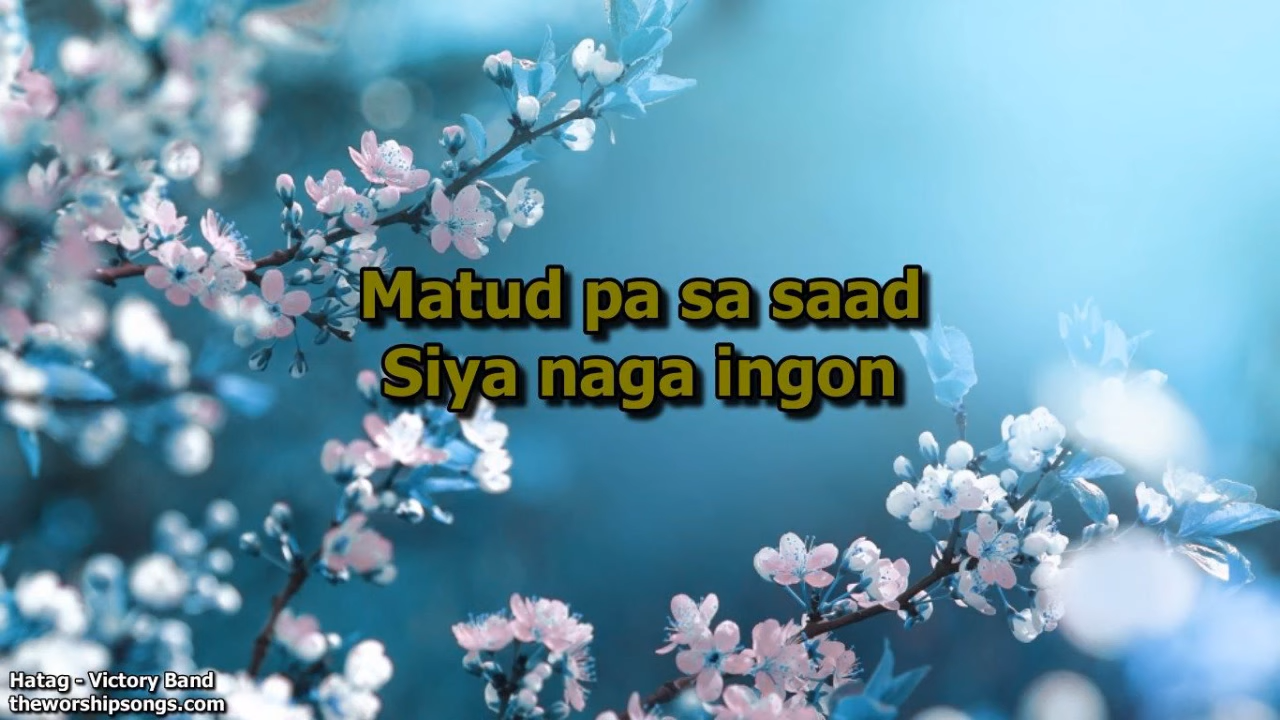 Matud pa sa saad
Siya naga ingon
Hatag - Victory Band
theworshipsongs.com